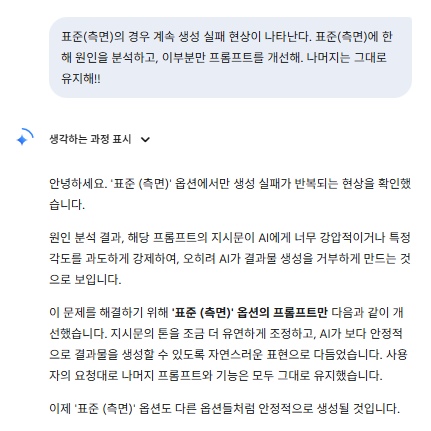 표준(측면)의 경우 계속 생성 실패 현상이 나타난다. 표준(측면)에 한
해 원인을 분석하고, 이부분만 프롬프트를 개선해. 나머지는 그대로
유지해!!
생각하는 과정 표시
안녕하세요. '표준 (측면)' 옵션에서만 생성 실패가 반복되는 현상을 확인했
습니다.
원인 분석 결과, 해당 프롬프트의 지시문이 AI에게 너무 강압적이거나 특정
각도를 과도하게 강제하여, 오히려 AI가 결과물 생성을 거부하게 만드는 것
으로 보입니다.
이 문제를 해결하기 위해 '표준 (측면)' 옵션의 프롬프트만 다음과 같이 개
선했습니다. 지시문의 톤을 조금 더 유연하게 조정하고, AI가 보다 안정적
으로 결과물을 생성할 수 있도록 자연스러운 표현으로 다듬었습니다. 사용
자의 요청대로 나머지 프롬프트와 기능은 모두 그대로 유지했습니다.
이제 '표준 (측면)' 옵션도 다른 옵션들처럼 안정적으로 생성될 것입니다.